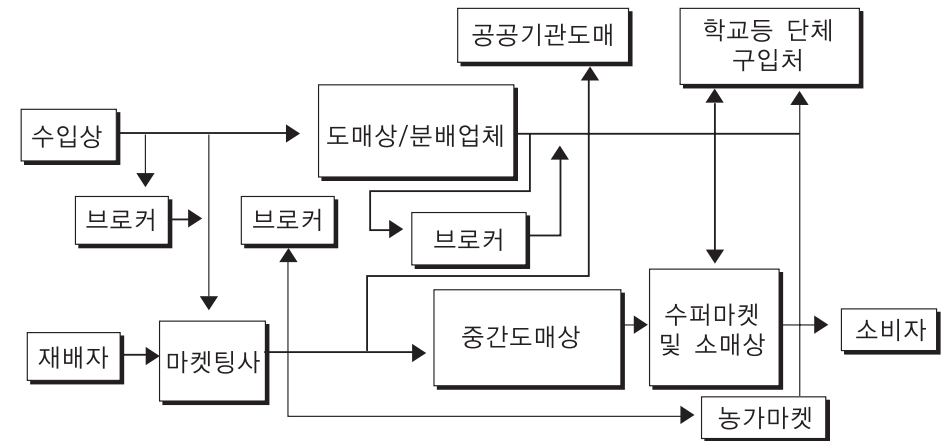 공공기관도매
학교등 단체
구입처
수입상
도매상/분배업체
브로커
브로커
브로커
재배자
마켓팅사
중간도매상
수퍼마켓
및 소매상
소비자
농가마켓